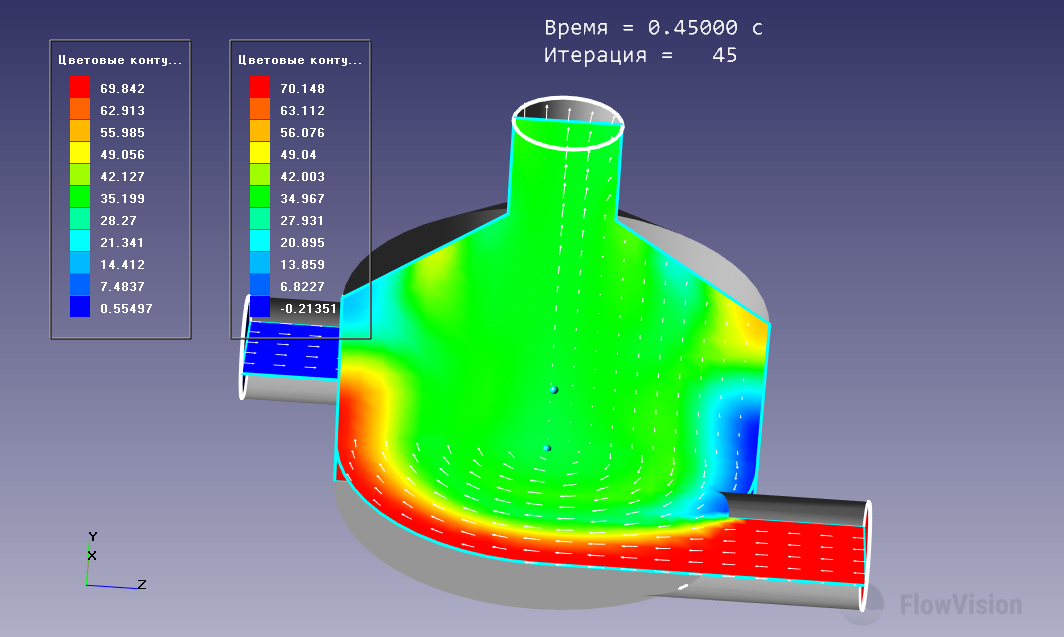 Время = 0.45000 с
Итерация = 45
Цветовые конту...
69.842
62.913
55.985
49.056
42.127
35.199
28.27
21.341
14.412
7.4837
0.55497
Цветовые конту...
70.148
63.112
56.076
49.04
42.003
34.967
27.931
20.895
13.859
6.8227
-0.21351
Y
X
Z
FlowVision